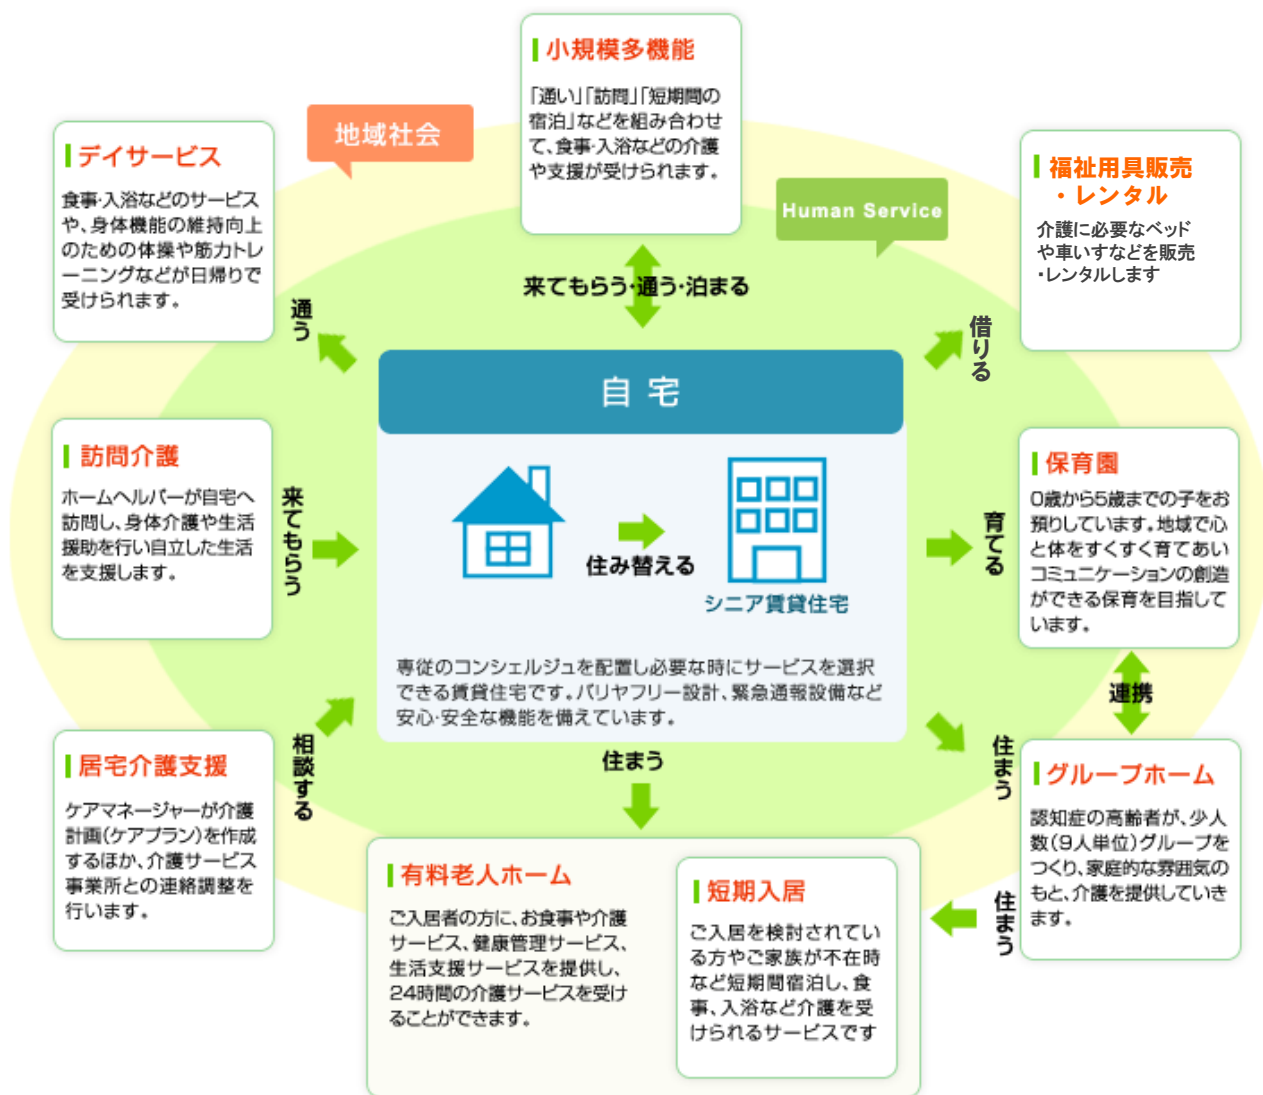 小規模多機能
「通い」「訪問」「短期間の
宿泊」などを組み合わせ
て、食事・入浴などの介護
や支援が受けられます。
地域社会
Human Service
デイサービス
食事・入浴などのサービス
や、身体機能の維持向上
のための体操や筋力トレ
ーニングなどが日帰りで
受けられます。
福祉用具販売
・レンタル
介護に必要なベッド
や車いすなどを販売
・レンタルします
来てもらう・通う・泊まる
通う
借りる
自宅
住み替える
シニア賃貸住宅
専従のコンシェルジュを配置し必要な時にサービスを選択
できる賃貸住宅です。バリヤフリー設計、緊急通報設備など
安心・安全な機能を備えています。
訪問介護
ホームヘルパーが自宅へ
訪問し、身体介護や生活
援助を行い自立した生活
を支援します。
来てもらう
育てる
保育園
0歳から5歳までの子をお
預りしています。地域で心
と体をすくすく育てあい
コミュニケーションの創造
ができる保育を目指して
います。
連携
居宅介護支援
ケアマネージャーが介護
計画(ケアプラン)を作成
するほか、介護サービス
事業所との連絡調整を
行います。
相談する
住まう
住まう
グループホーム
認知症の高齢者が、少人
数(9人単位)グループを
つくり、家庭的な雰囲気の
もと、介護を提供していき
ます。
住まう
有料老人ホーム
ご入居者の方に、お食事や介護
サービス、健康管理サービス、
生活支援サービスを提供し、
24時間の介護サービスを受け
ることができます。
短期入居
ご入居を検討されてい
る方やご家族が不在時
など短期間宿泊し、食
事、入浴など介護を受
けられるサービスです